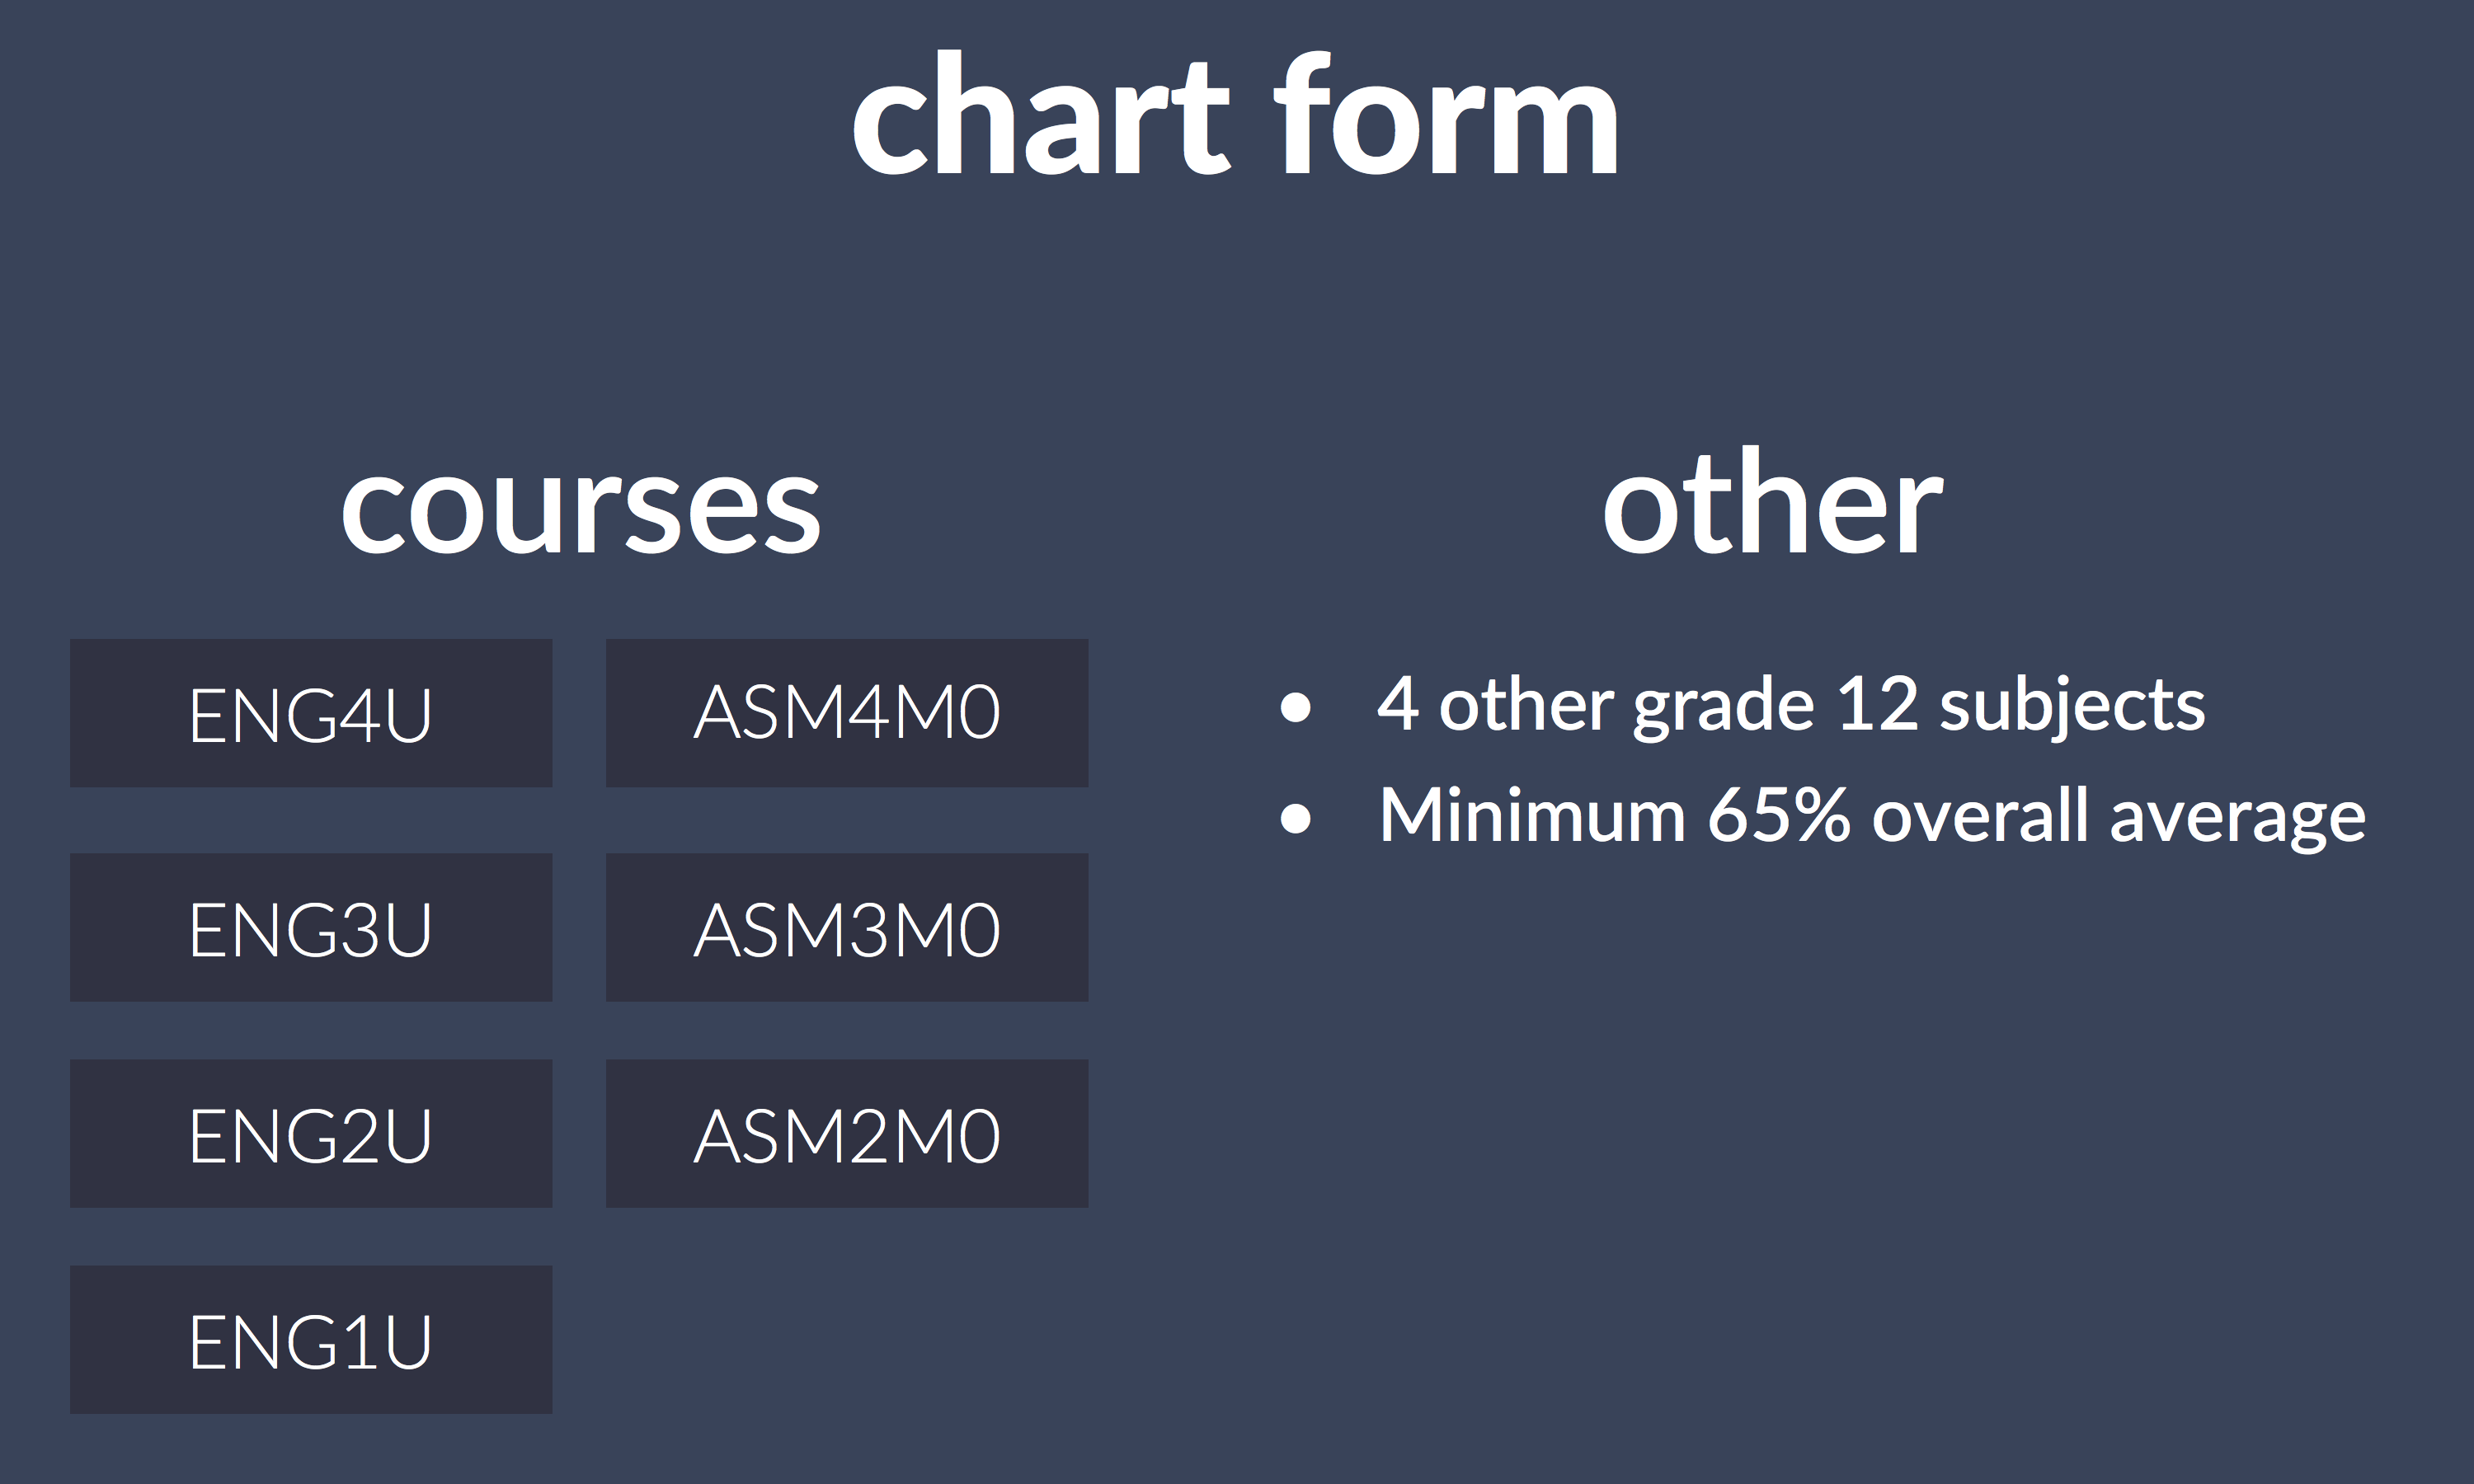 chart form
courses
ENG4U
ASM4M0
ENG3U
ASM3M0
ENG2U
ASM2M0
ENG1U
other
• 4 other grade 12 subjects
• Minimum 65% overall average